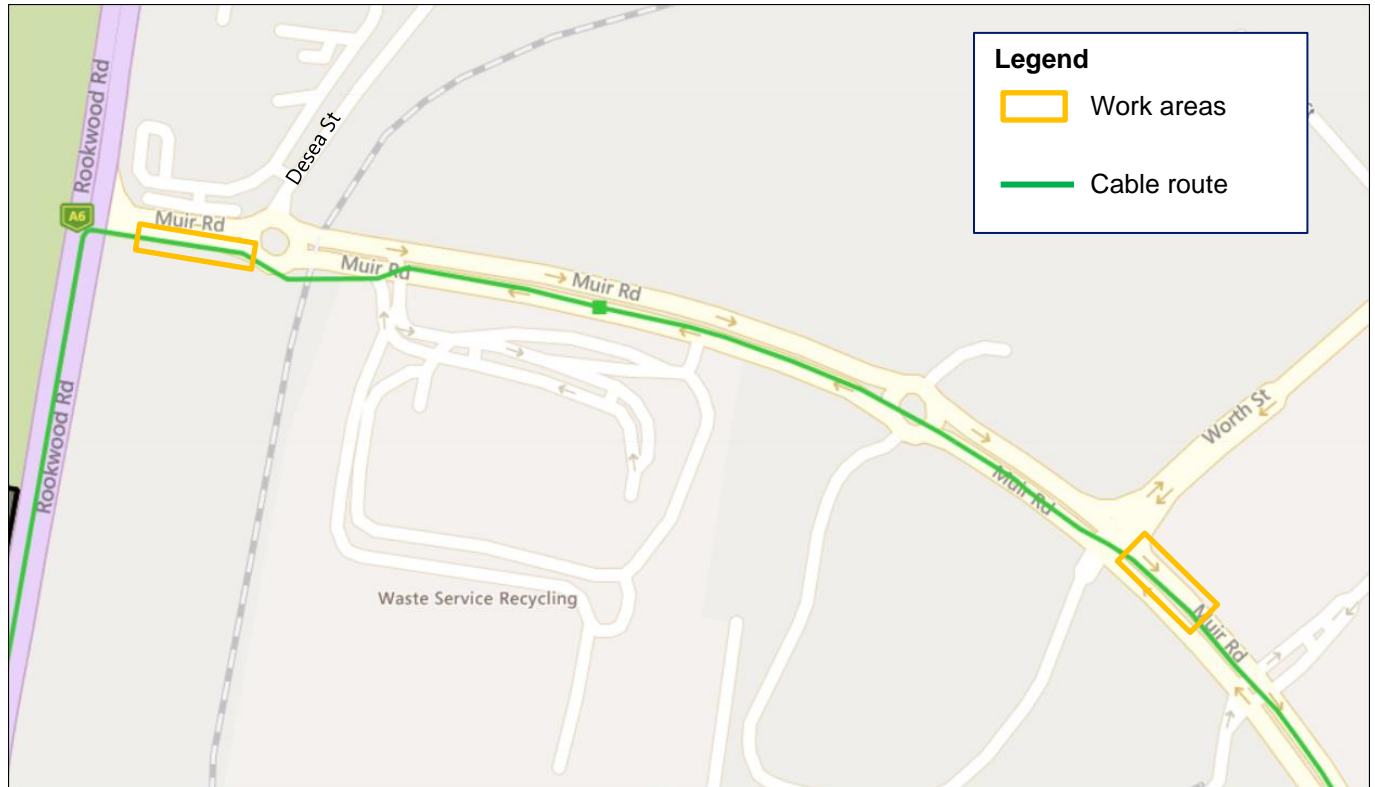 Legend
Work areas
Cable route
Rookwood Rd
Desea St
A6
Muir Rd
Muir Rd
Muir Rd
Rookwood Rd
Worth St
Muir Rd
Waste Service Recycling
Muir Rd